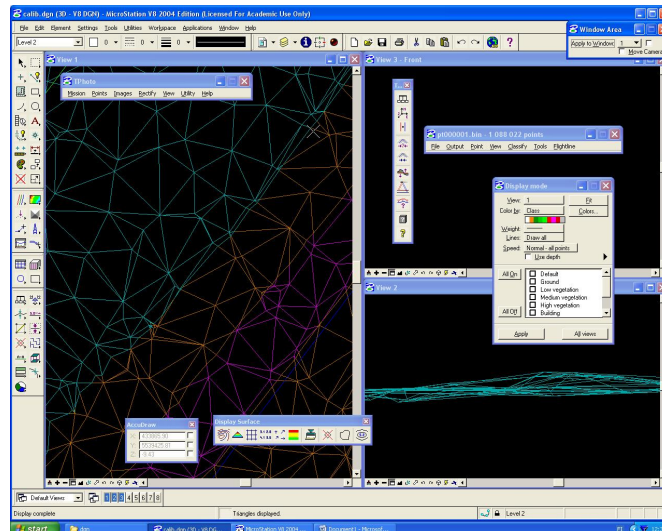 calib.dgn (3D - V8 DGN) - MicroStation V8 2004 Edition (Licensed For Academic Use Only)
File Edit Element Settings Tools Utilities Workspace Applications Window Help
Window Area
Level 2 0 0 0
Apply to Window: 1
Move Camera
View 1
View 3 - Front
TPhoto
Mission Points Images Rectify View Utility Help
pt000001.bin - 1 088 022 points
File Output Point View Classify Tools Flightline
Display mode
View: 1 Fit
Color by: Class Colors...
Weight:
Lines: Draw all
Speed: Normal - all points
Use depth
All On
Default
Ground
Low vegetation
Medium vegetation
High vegetation
Building
All Off
Apply All views
View 2
AccuDraw
Display Surface
Default Views 1 2 3 4 5 6 7 8
Display complete Triangles displayed. Level 2
start dgn calib.dgn (3D - V8 DG... MicroStation V8 2004 ... Document1 - Microsof...